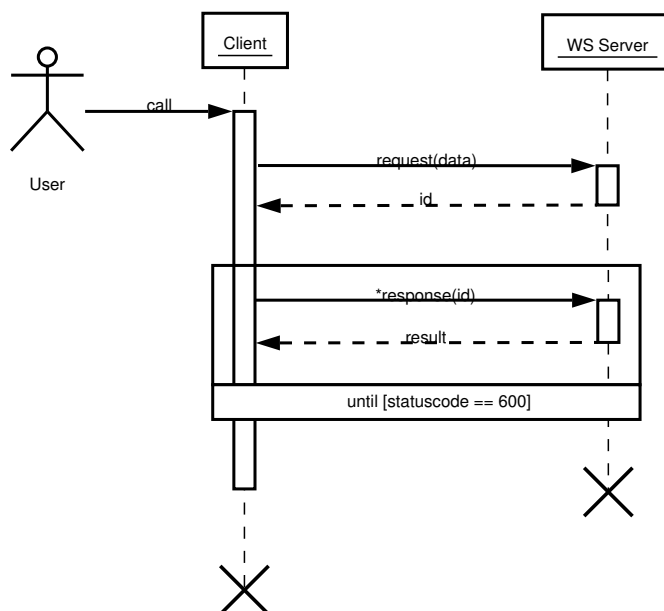 Client
WS Server
call
User
request(data)
id
*response(id)
result
until [statuscode == 600]